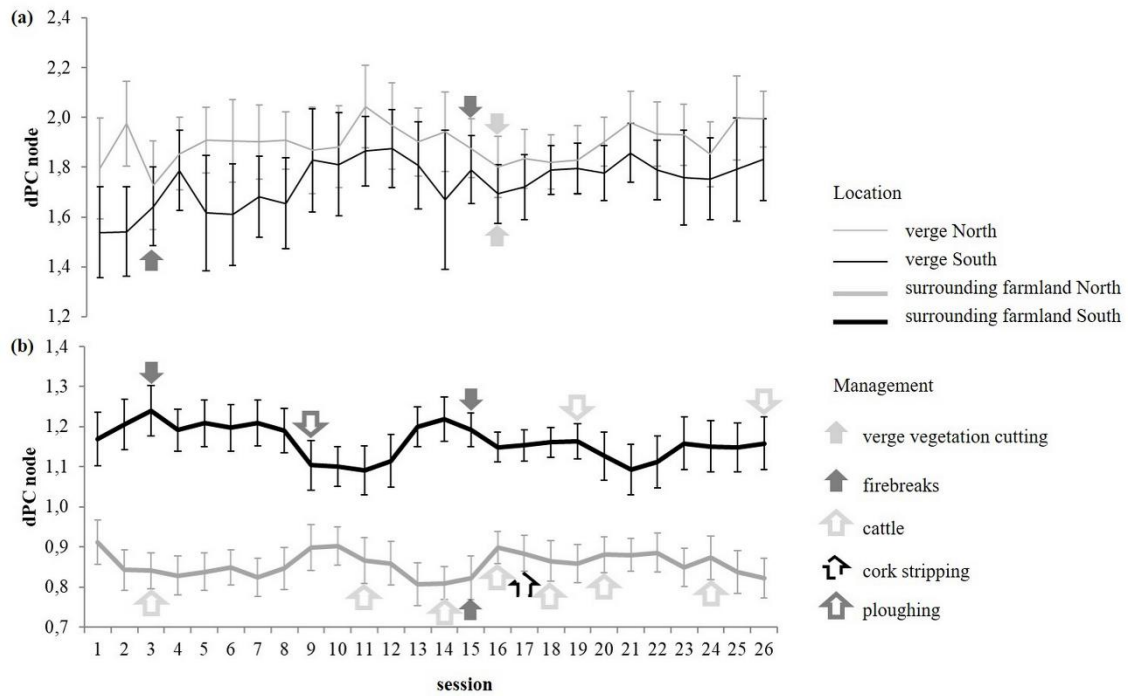 (a)
2,4
2,2
2,0
1,8
1,6
1,4
1,2
dPC node
Location
verge North
verge South
surrounding farmland North
surrounding farmland South
(b)
1,4
1,3
1,2
1,1
1,0
0,9
0,8
0,7
dPC node
1 2 3 4 5 6 7 8 9 10 11 12 13 14 15 16 17 18 19 20 21 22 23 24 25 26
session
Management
verge vegetation cutting
firebreaks
cattle
cork stripping
ploughing